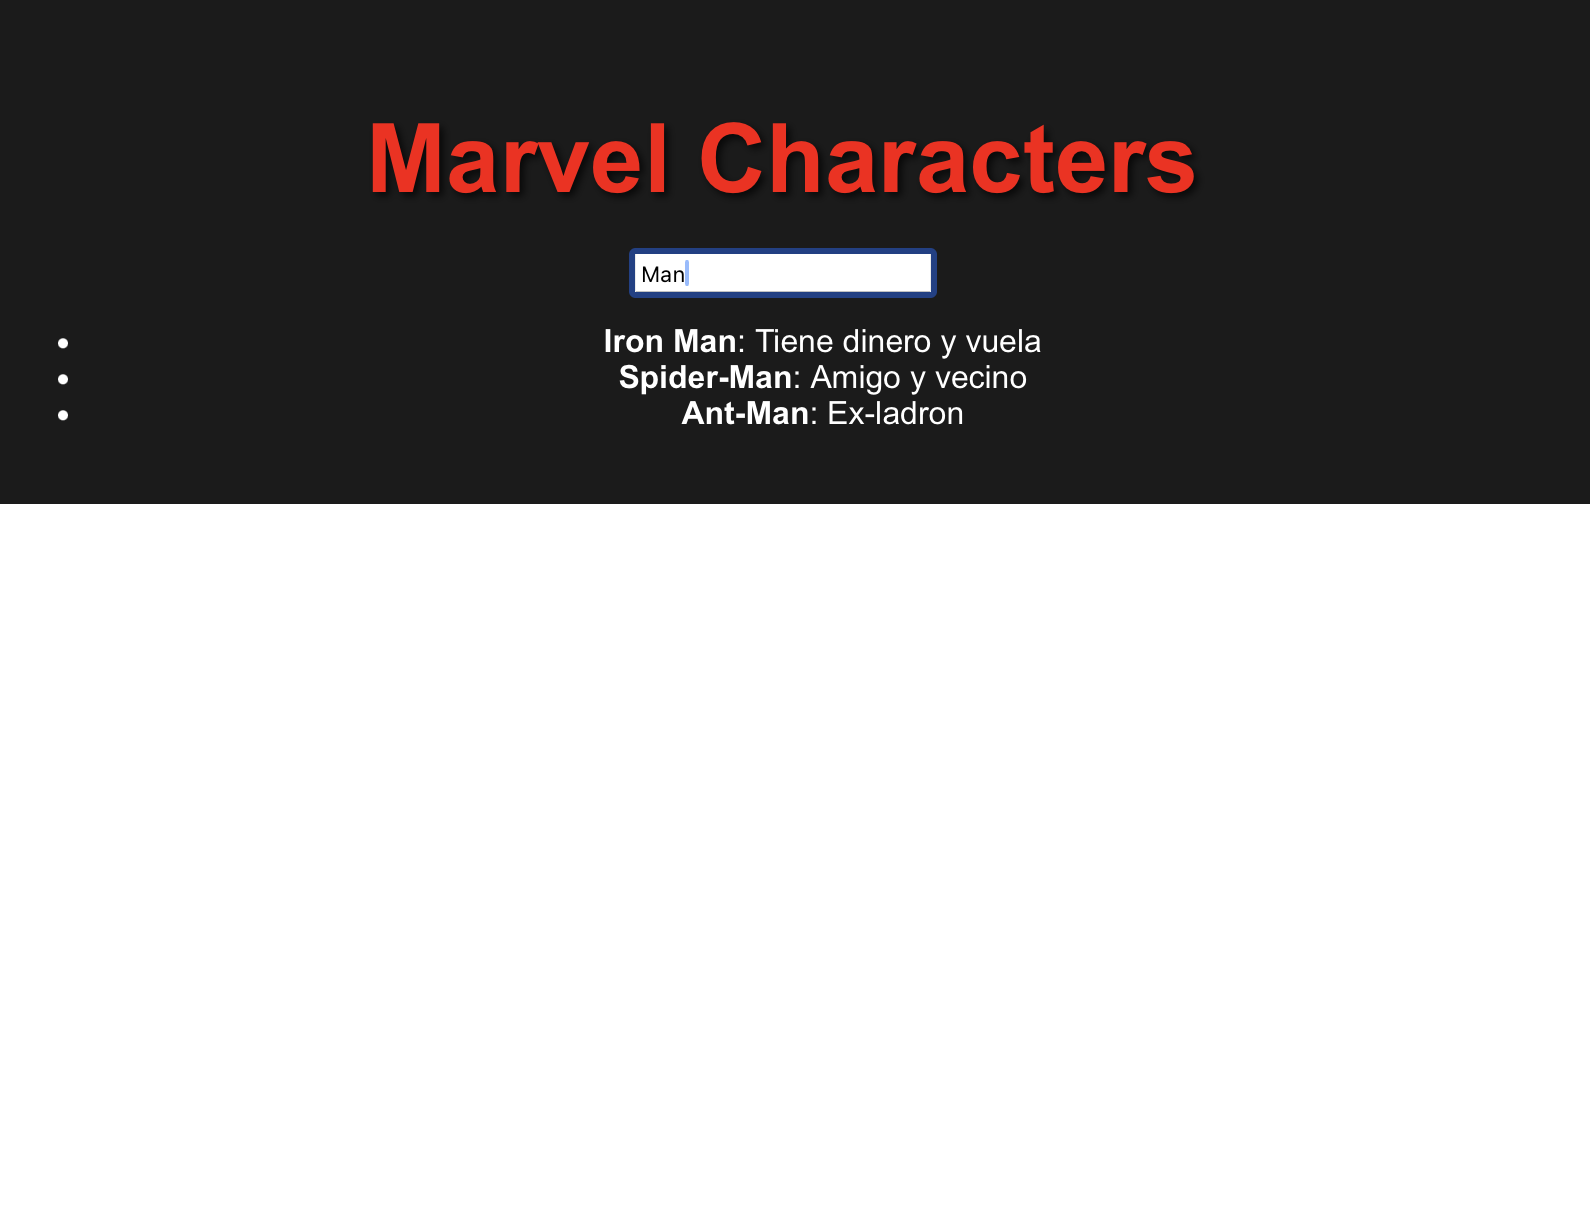 Marvel Characters
Man
Iron Man: Tiene dinero y vuela
Spider-Man: Amigo y vecino
Ant-Man: Ex-ladron